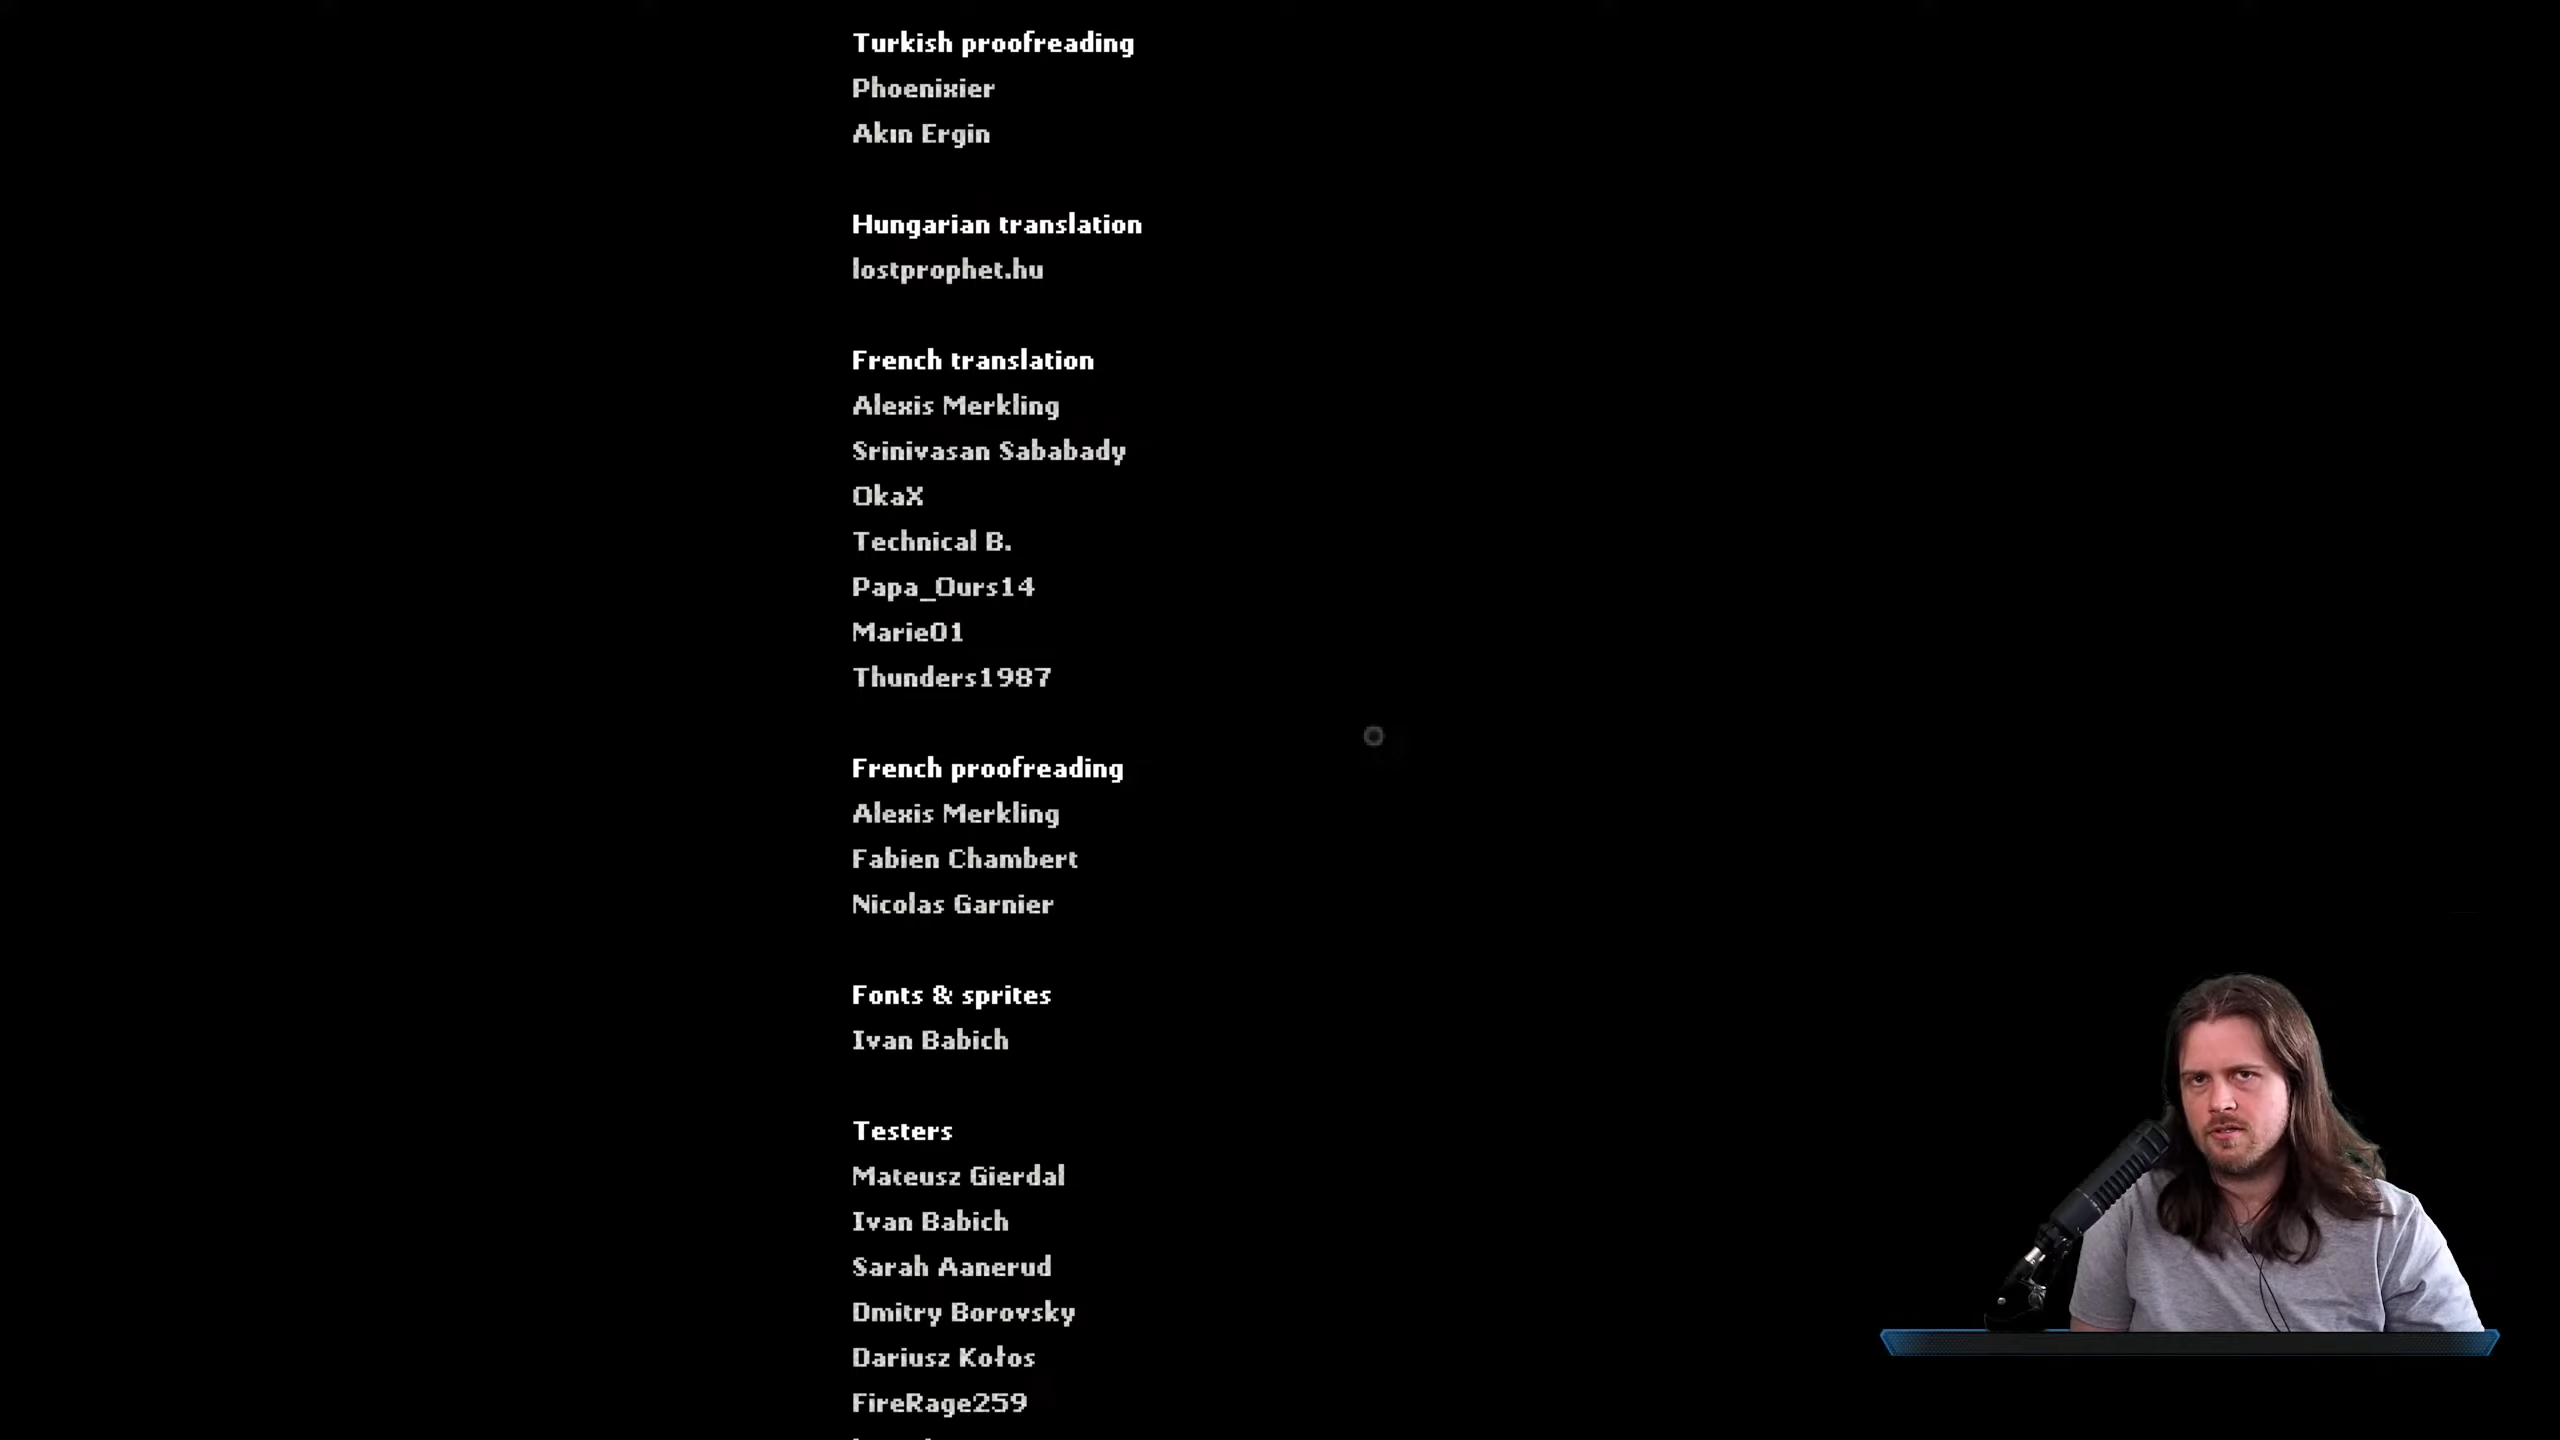 Turkish proofreading
Phoenixier
Akın Ergin
Hungarian translation
lostprophet.hu
French translation
Alexis Merkling
Srinivasan Sababady
OkaX
Technical B.
Papa_Ours14
Marie01
Thunders1987
French proofreading
Alexis Merkling
Fabien Chambert
Nicolas Garnier
Fonts & sprites
Ivan Babich
Testers
Mateusz Gierdal
Ivan Babich
Sarah Aanerud
Dmitry Borovsky
Dariusz Kołos
FireRage259